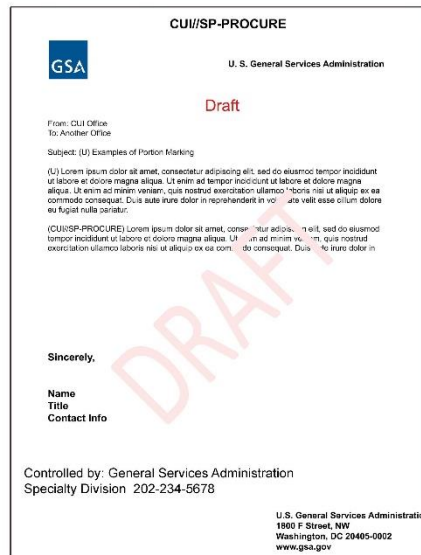 CUI//SP-PROCURE
GSA
U. S. General Services Administration
Draft
From: CUI Office
To: Another Office
Subject: (U) Examples of Portion Marking
(U) Lorem ipsum dolor sit amet, consectetur adipiscing elit, sed do eiusmod tempor incididunt
ut labore et dolore magna aliqua. Ut enim ad tempor incididunt ut labore et dolore magna
aliqua. Ut enim ad minim veniam, quis nostrud exercitation ullamco laboris nisi ut aliquip ex ea
commodo consequat. Duis aute irure dolor in reprehenderit in voluptate velit esse cillum dolore
eu fugiat nulla pariatur.
(CUI//SP-PROCURE) Lorem ipsum dolor sit amet, consectetur adipiscing elit, sed do eiusmod
tempor incididunt ut labore et dolore magna aliqua. Ut enim ad minim veniam, quis nostrud
exercitation ullamco laboris nisi ut aliquip ex ea commodo consequat. Duis aute irure dolor in
DRAFT
Sincerely,
Name
Title
Contact Info
Controlled by: General Services Administration
Specialty Division 202-234-5678
U.S. General Services Administration
1800 F Street, NW
Washington, DC 20405-0002
www.gsa.gov